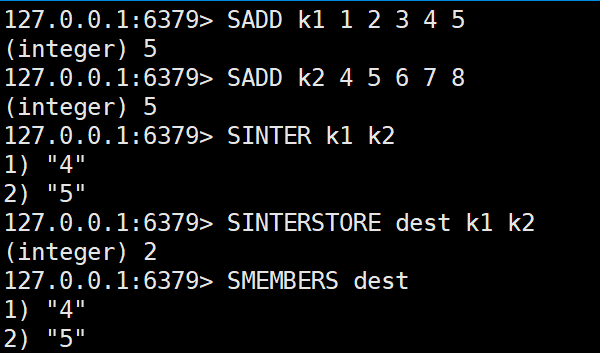 127.0.0.1:6379> SADD k1 1 2 3 4 5
(integer) 5
127.0.0.1:6379> SADD k2 4 5 6 7 8
(integer) 5
127.0.0.1:6379> SINTER k1 k2
1) "4"
2) "5"
127.0.0.1:6379> SINTERSTORE dest k1 k2
(integer) 2
127.0.0.1:6379> SMEMBERS dest
1) "4"
2) "5"